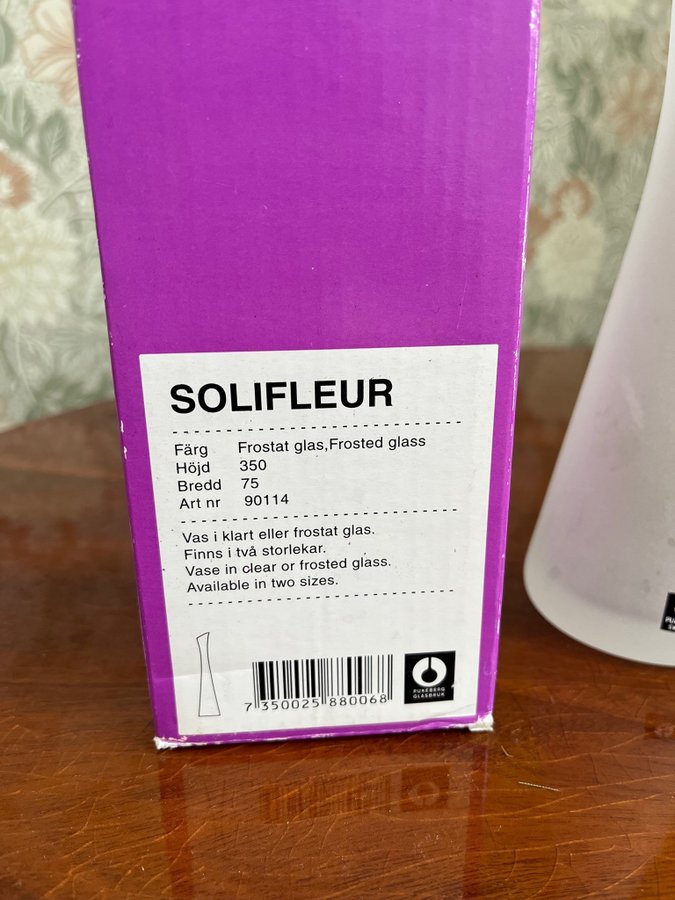 SOLIFLEUR
Färg Frostat glas,Frosted glass
Höjd 350
Bredd 75
Art nr 90114
Vas i klart eller frostat glas.
Finns i två storlekar.
Vase in clear or frosted glass.
Available in two sizes.
7 350025 880068
PUKEBERG
GLASBRUK